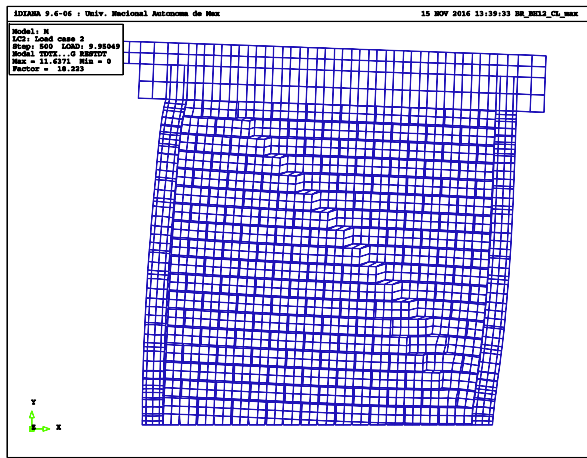 iDIANA 9.6-06 : Univ. Nacional Autonoma de Mex
15 NOV 2016 13:39:33 BR_BH12_CL_max
Model: M
LC2: Load case 2
Step: 500 LOAD: 9.95049
Nodal TDTX...G RESTDT
Max = 11.6371 Min = 0
Factor = 18.223
Y
Z X